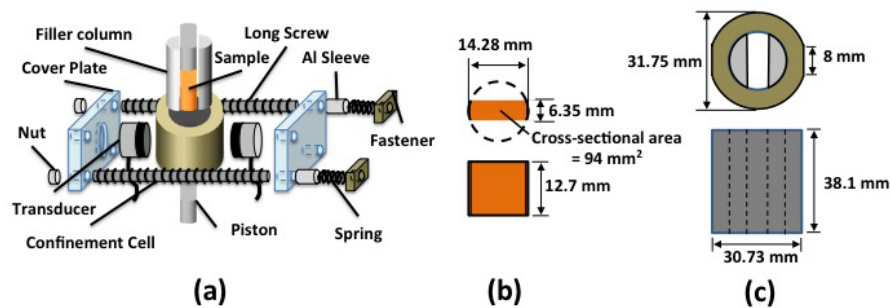 Filler column
Long Screw
Sample
Al Sleeve
Cover Plate
Fastener
Nut
Transducer
Piston
Spring
Confinement Cell
(a)
14.28 mm
6.35 mm
Cross-sectional area
= 94 mm²
12.7 mm
(b)
31.75 mm
8 mm
38.1 mm
30.73 mm
(c)